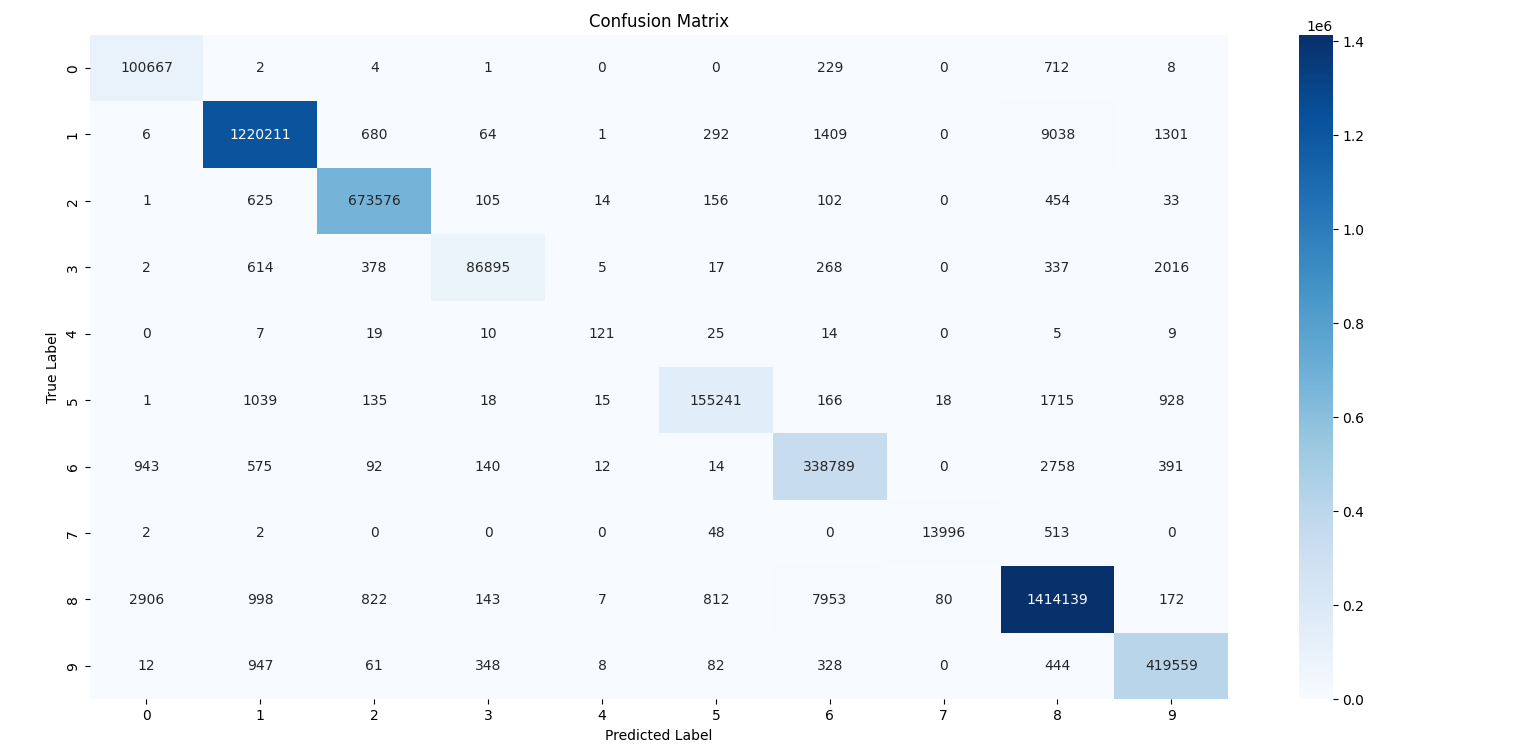 Confusion Matrix
1e6
0 100667 2 4 1 0 0 229 0 712 8
1 6 1220211 680 64 1 292 1409 0 9038 1301
2 1 625 673576 105 14 156 102 0 454 33
3 2 614 378 86895 5 17 268 0 337 2016
4 0 7 19 10 121 25 14 0 5 9
5 1 1039 135 18 15 155241 166 18 1715 928
6 943 575 92 140 12 14 338789 0 2758 391
7 2 2 0 0 0 48 0 13996 513 0
8 2906 998 822 143 7 812 7953 80 1414139 172
9 12 947 61 348 8 82 328 0 444 419559
0 1 2 3 4 5 6 7 8 9
Predicted Label
True Label
1.4
1.2
1.0
0.8
0.6
0.4
0.2
0.0